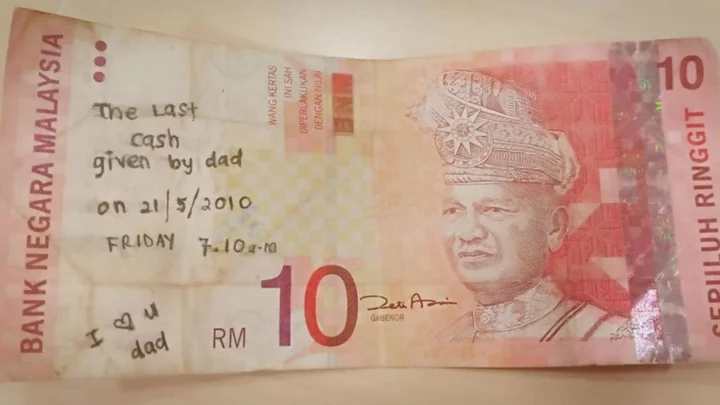 BANK NEGARA MALAYSIA
The Last
cash
given by dad
on 21/5/2010
FRIDAY 7.10 a.m
I ♡ u
dad
WANG KERTAS
INI SAH
DIPERLAKUKAN
DENGAN NILAI
RM 10
GABENOR
10
SEPULUH RINGGIT